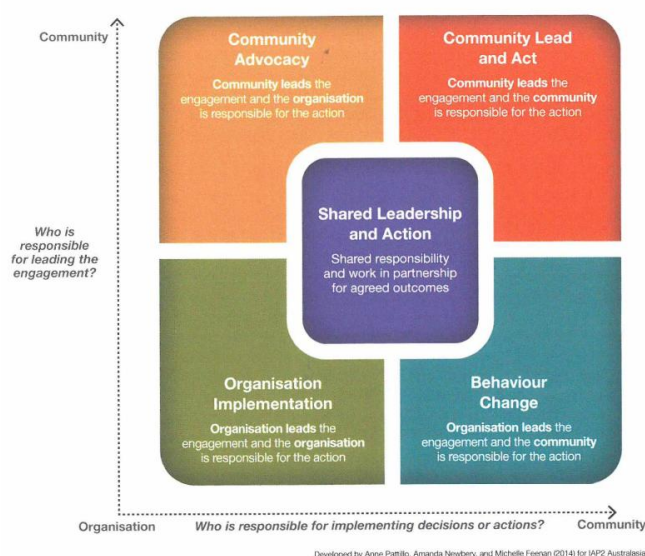 Community
Community
Advocacy
Community leads the
engagement and the organisation
is responsible for the action
Community Lead
and Act
Community leads the
engagement and the community
is responsible for the action
Who is
responsible
for leading the
engagement?
Shared Leadership
and Action
Shared responsibility
and work in partnership
for agreed outcomes
Organisation
Implementation
Organisation leads the
engagement and the organisation
is responsible for the action
Behaviour
Change
Organisation leads the
engagement and the community
is responsible for the action
Organisation
Who is responsible for implementing decisions or actions?
Community
Developed by Anne Pattillo, Amanda Newbery, and Michelle Feenan (2014) for IAP2 Australasia